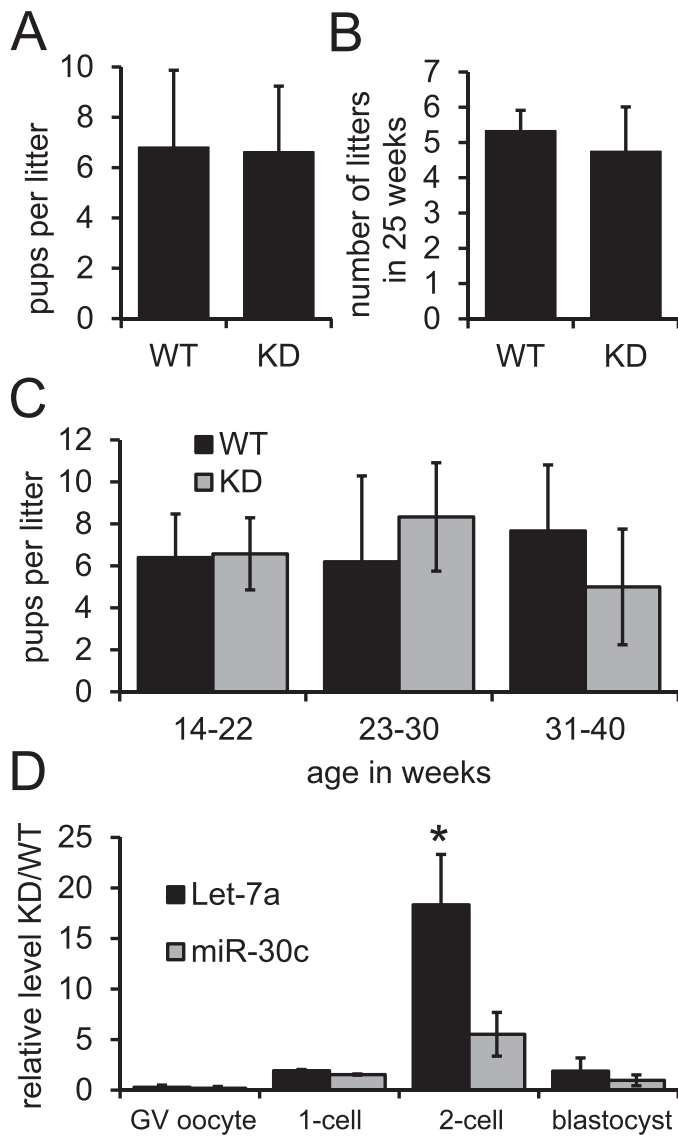 A
B
pups per litter
10
8
6
4
2
0
WT KD
number of litters
in 25 weeks
7
6
5
4
3
2
1
0
WT KD
C
pups per litter
12
10
8
6
4
2
0
WT
KD
14-22 23-30 31-40
age in weeks
D
relative level KD/WT
25
20
15
10
5
0
Let-7a
miR-30c
*
GV oocyte 1-cell 2-cell blastocyst